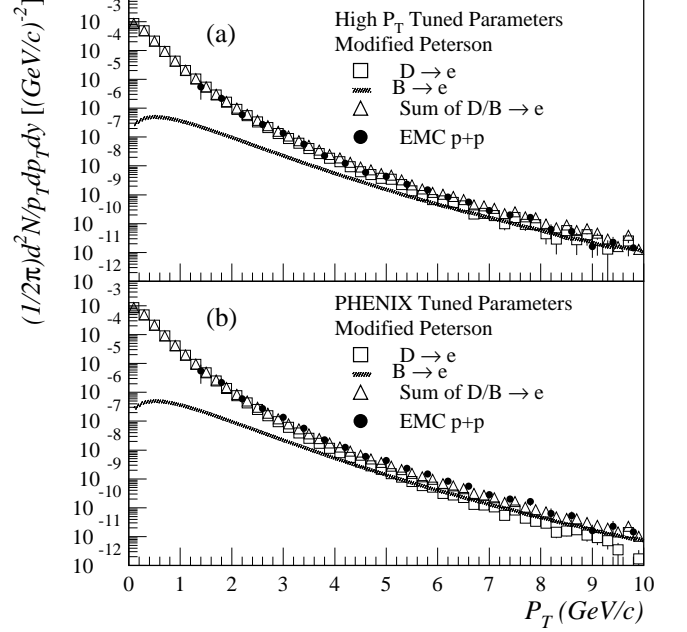 (1/2π)d²N/p_T dp_T dy [(GeV/c)⁻²]
10⁻³
10⁻⁴
10⁻⁵
10⁻⁶
10⁻⁷
10⁻⁸
10⁻⁹
10⁻¹⁰
10⁻¹¹
10⁻¹²
10
(a)
High P_T Tuned Parameters
Modified Peterson
D → e
B → e
Sum of D/B → e
EMC p+p
10⁻³
10⁻⁴
10⁻⁵
10⁻⁶
10⁻⁷
10⁻⁸
10⁻⁹
10⁻¹⁰
10⁻¹¹
10⁻¹²
10
(b)
PHENIX Tuned Parameters
Modified Peterson
D → e
B → e
Sum of D/B → e
EMC p+p
0 1 2 3 4 5 6 7 8 9 10
P_T (GeV/c)